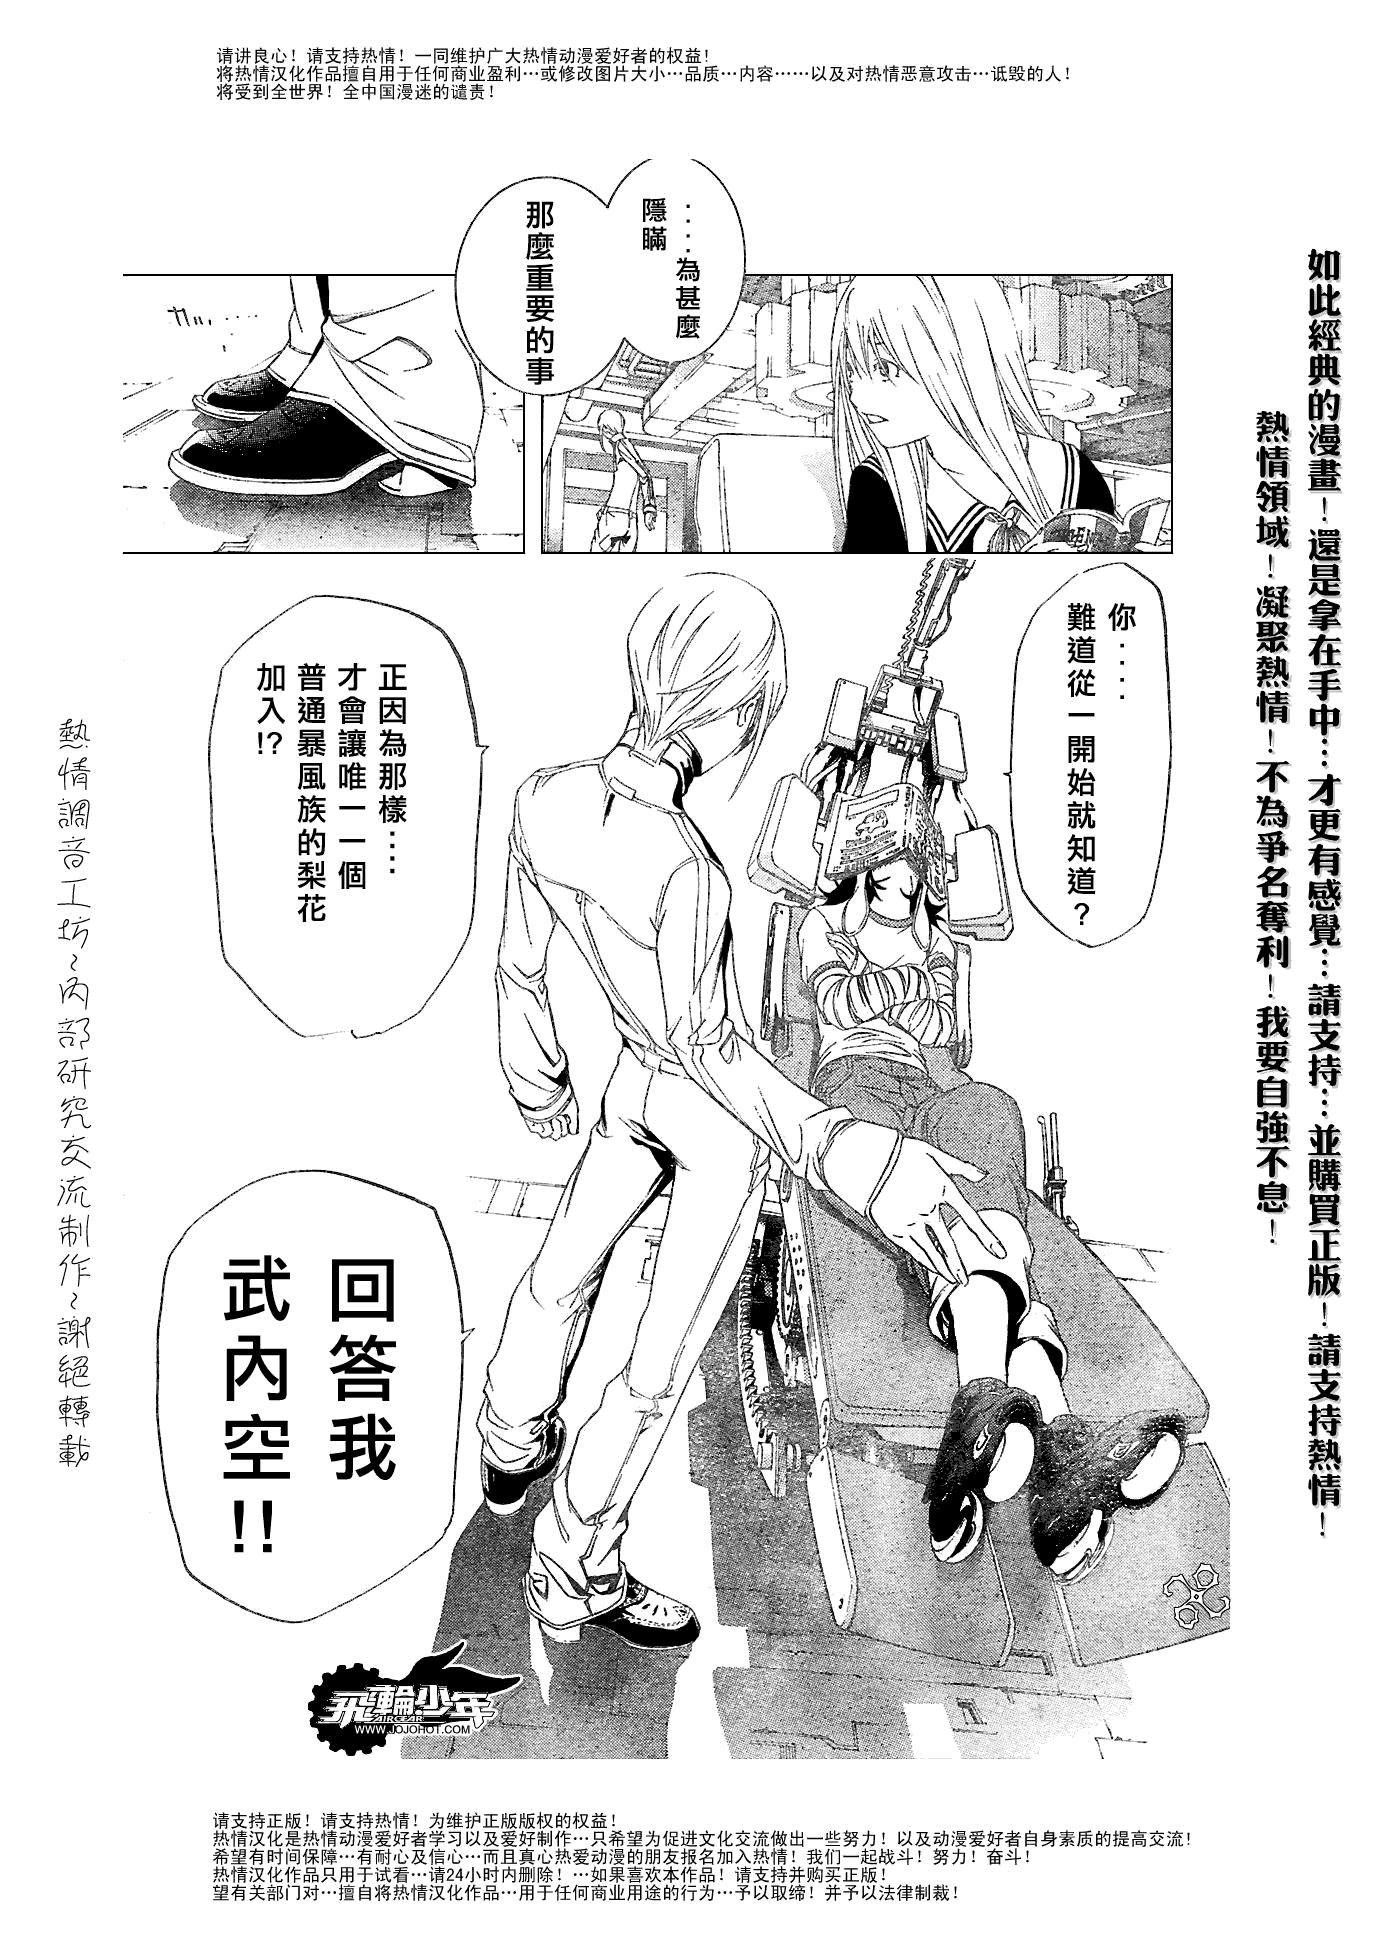 请讲良心！请支持热情！一同维护广大热情动漫爱好者的权益！
将热情汉化作品擅自用于任何商业盈利…或修改图片大小…品质…内容……以及对热情恶意攻击…诋毁的人！
将受到全世界！全中国漫迷的谴责！
如此經典的漫畫！還是拿在手中…才更有感覺…請支持…並購買正版！請支持熱情！
熱情領域！凝聚熱情！不為爭名奪利！我要自強不息！
.....為甚麼
隱瞞
那麼重要的事
ガッ.....
你....
難道從一開始就知道？
正因為那樣....
才會讓唯一一個
普通暴風族的梨花
加入!?
回答我
武內空!!
熱情調音工坊~內部研究交流制作~謝絕轉載
飛輪少年
AIRGEAR
WWW.JOJOHOT.COM
请支持正版！请支持热情！为维护正版版权的权益！
热情汉化是热情动漫爱好者学习以及爱好制作…只希望为促进文化交流做出一些努力！以及动漫爱好者自身素质的提高交流！
希望有时间保障…有耐心及信心…而且真心热爱动漫的朋友报名加入热情！我们一起战斗！努力！奋斗！
热情汉化作品只用于试看…请24小时内删除！…如果喜欢本作品！请支持并购买正版！
望有关部门对…擅自将热情汉化作品…用于任何商业用途的行为…予以取缔！并予以法律制裁！